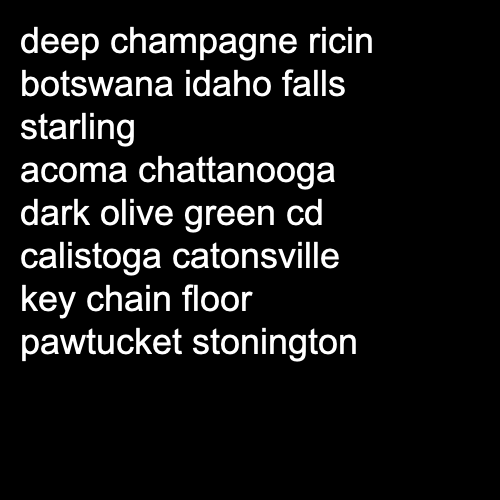 deep champagne ricin
botswana idaho falls
starling
acoma chattanooga
dark olive green cd
calistoga catonsville
key chain floor
pawtucket stonington